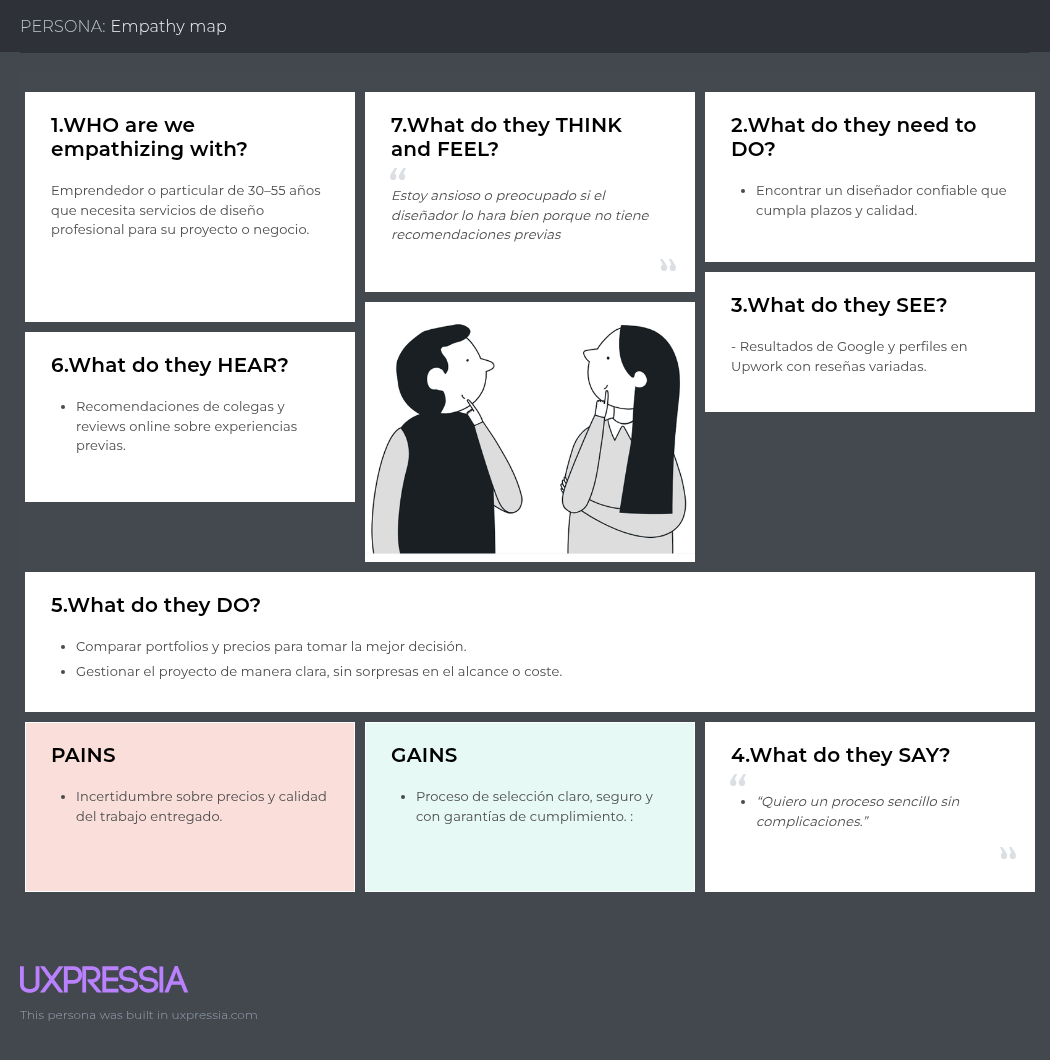 PERSONA: Empathy map
1.WHO are we
empathizing with?
Emprendedor o particular de 30–55 años
que necesita servicios de diseño
profesional para su proyecto o negocio.
7.What do they THINK
and FEEL?
“
Estoy ansioso o preocupado si el
diseñador lo hara bien porque no tiene
recomendaciones previas
”
2.What do they need to
DO?
• Encontrar un diseñador confiable que
cumpla plazos y calidad.
3.What do they SEE?
- Resultados de Google y perfiles en
Upwork con reseñas variadas.
6.What do they HEAR?
• Recomendaciones de colegas y
reviews online sobre experiencias
previas.
5.What do they DO?
• Comparar portfolios y precios para tomar la mejor decisión.
• Gestionar el proyecto de manera clara, sin sorpresas en el alcance o coste.
PAINS
• Incertidumbre sobre precios y calidad
del trabajo entregado.
GAINS
• Proceso de selección claro, seguro y
con garantías de cumplimiento. :
4.What do they SAY?
“
• “Quiero un proceso sencillo sin
complicaciones.”
”
UXPRESSIA
This persona was built in uxpressia.com